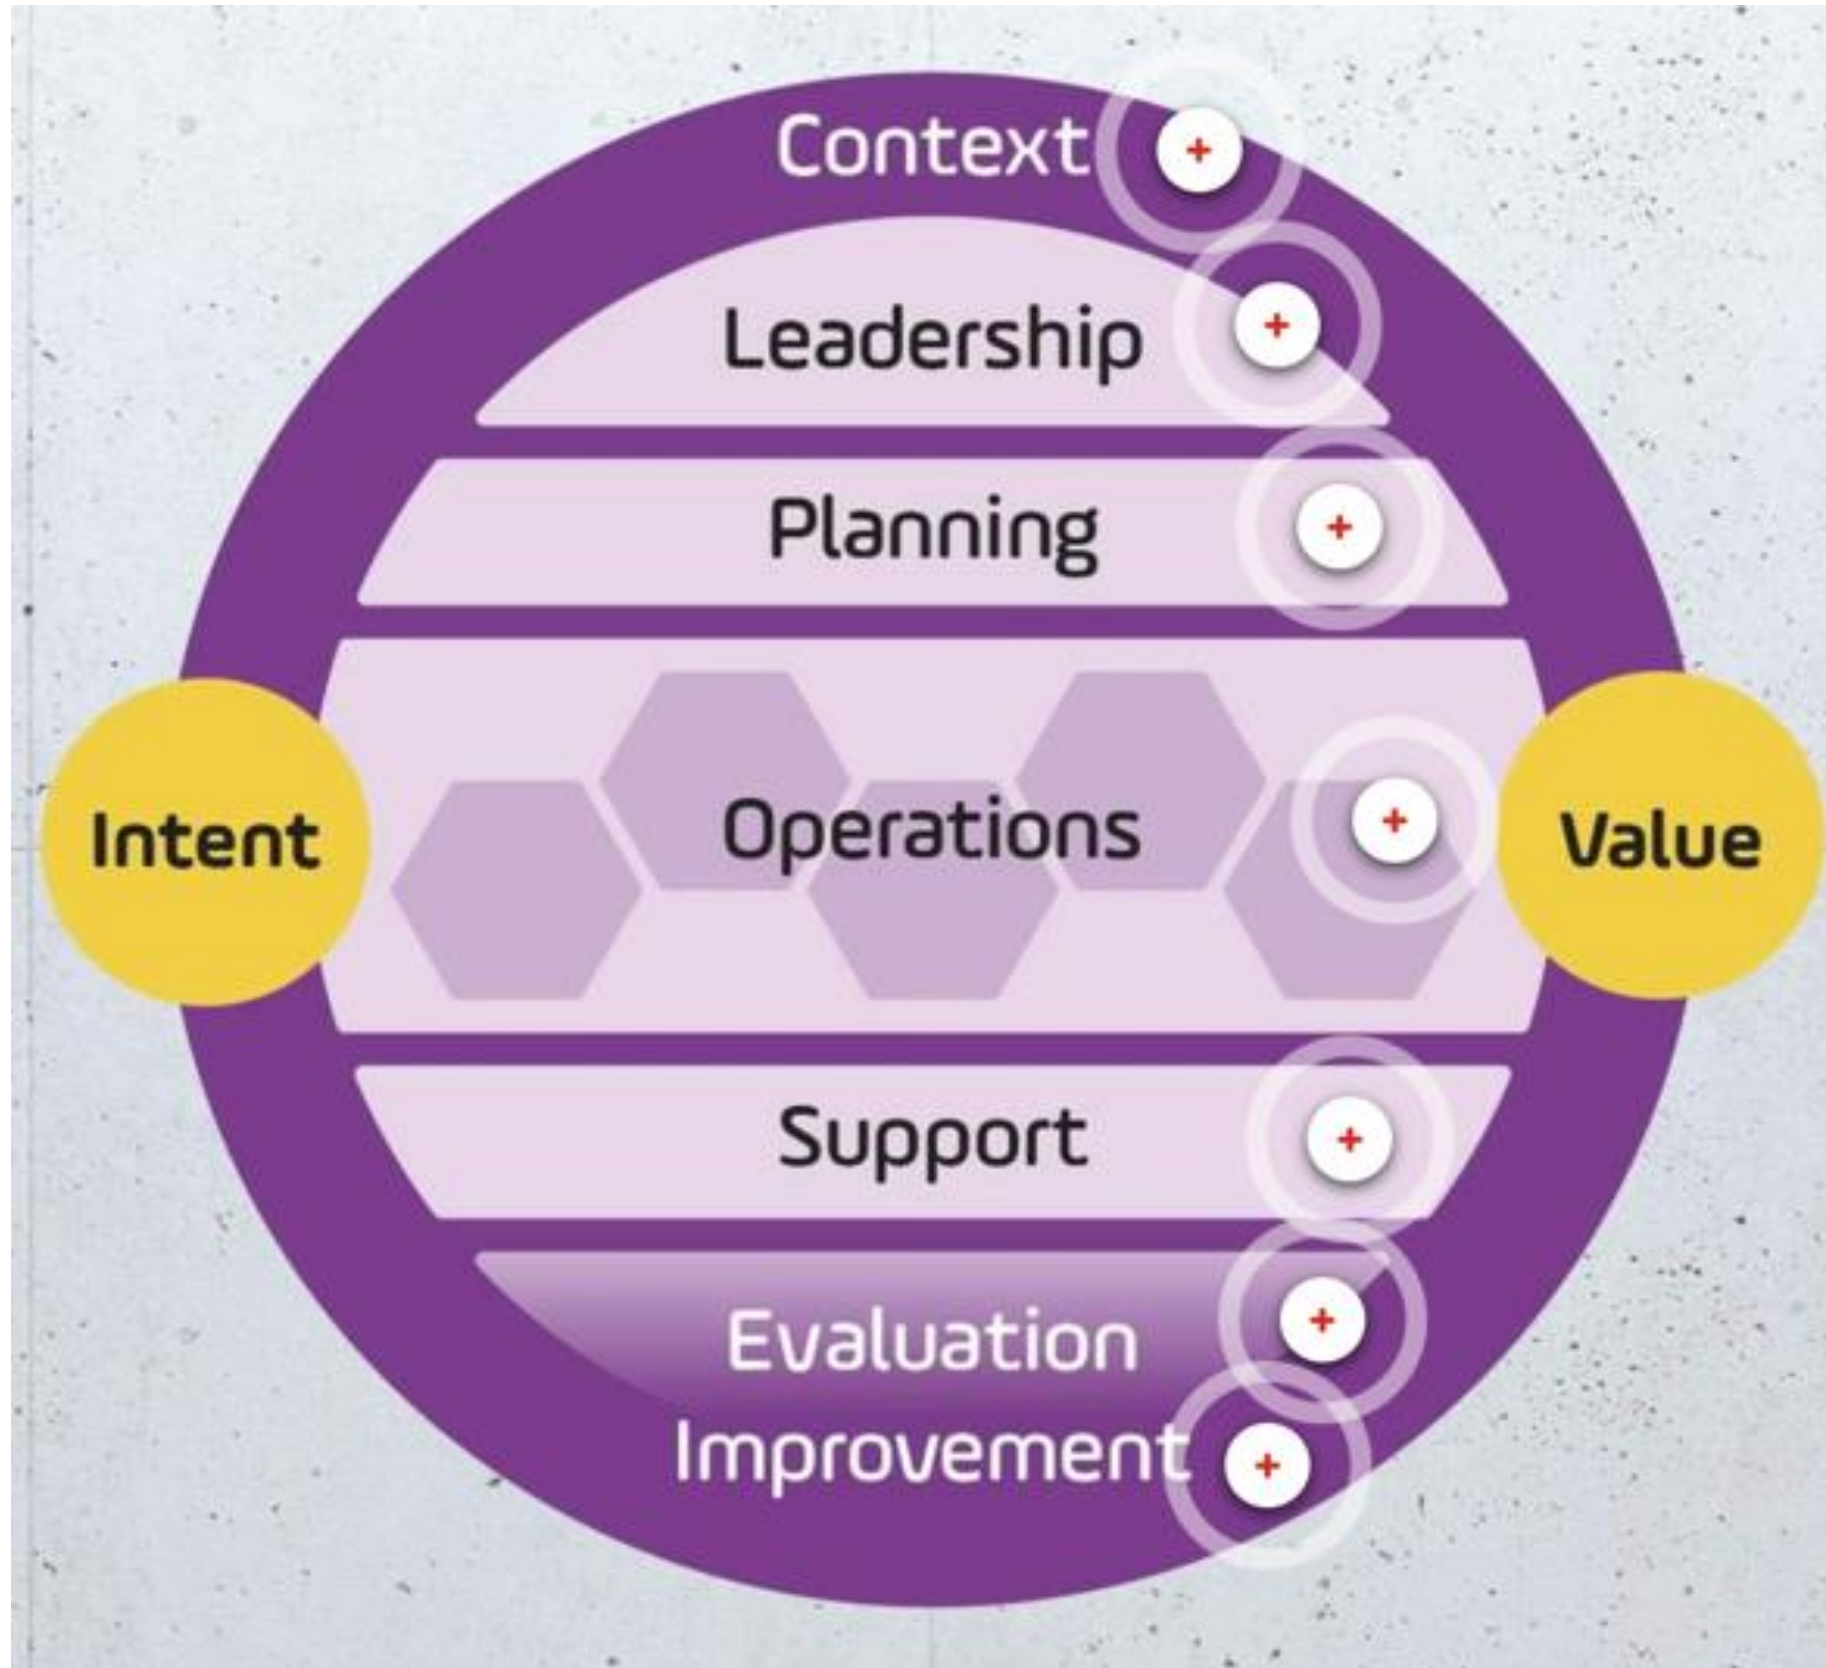 Context
Leadership
Planning
Intent
Operations
Value
Support
Evaluation
Improvement